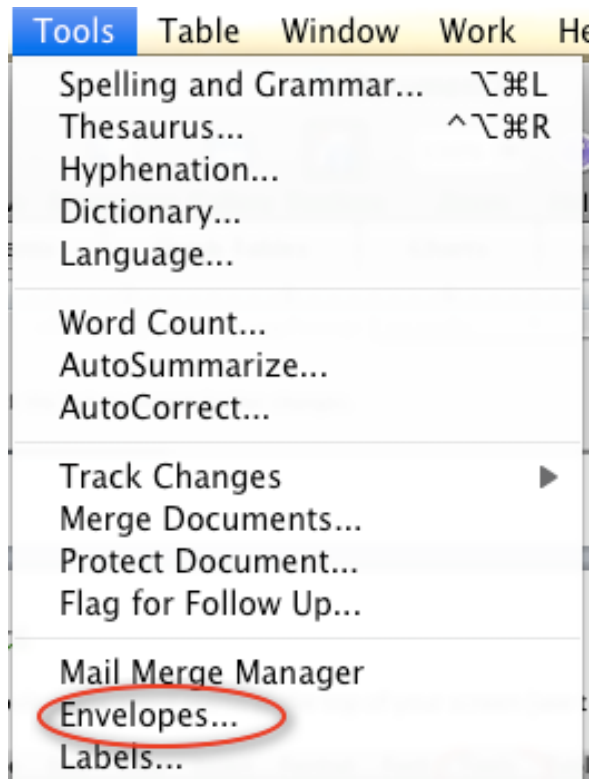 Tools Table Window Work He
Spelling and Grammar... ⌥⌘L
Thesaurus... ^⌥⌘R
Hyphenation...
Dictionary...
Language...
Word Count...
AutoSummarize...
AutoCorrect...
Track Changes ▶
Merge Documents...
Protect Document...
Flag for Follow Up...
Mail Merge Manager
Envelopes...
Labels...